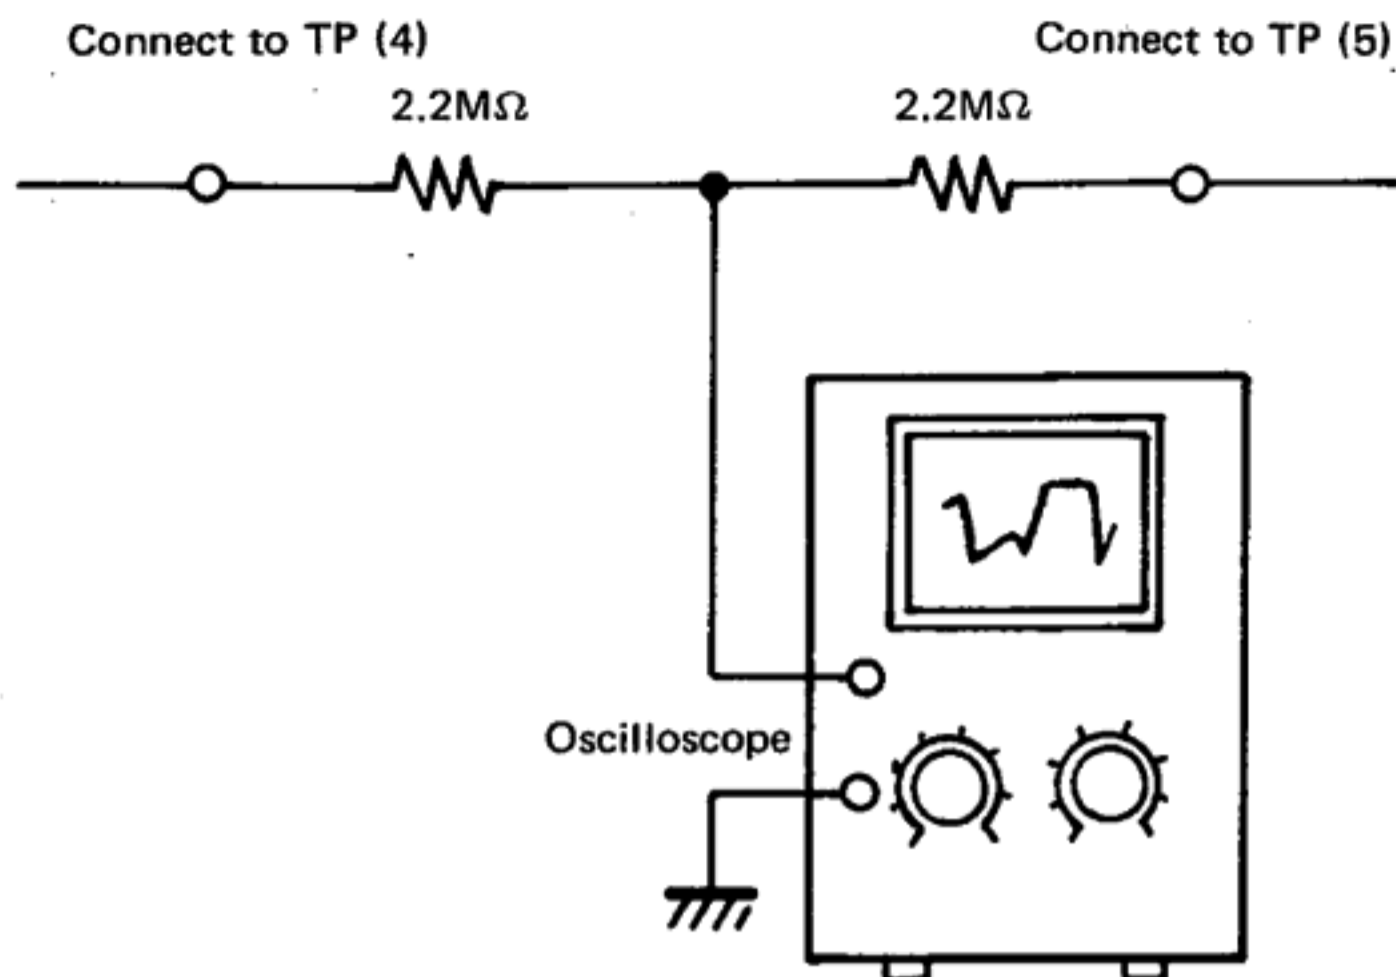 Connect to TP (4)
Connect to TP (5)
2.2MΩ
2.2MΩ
Oscilloscope